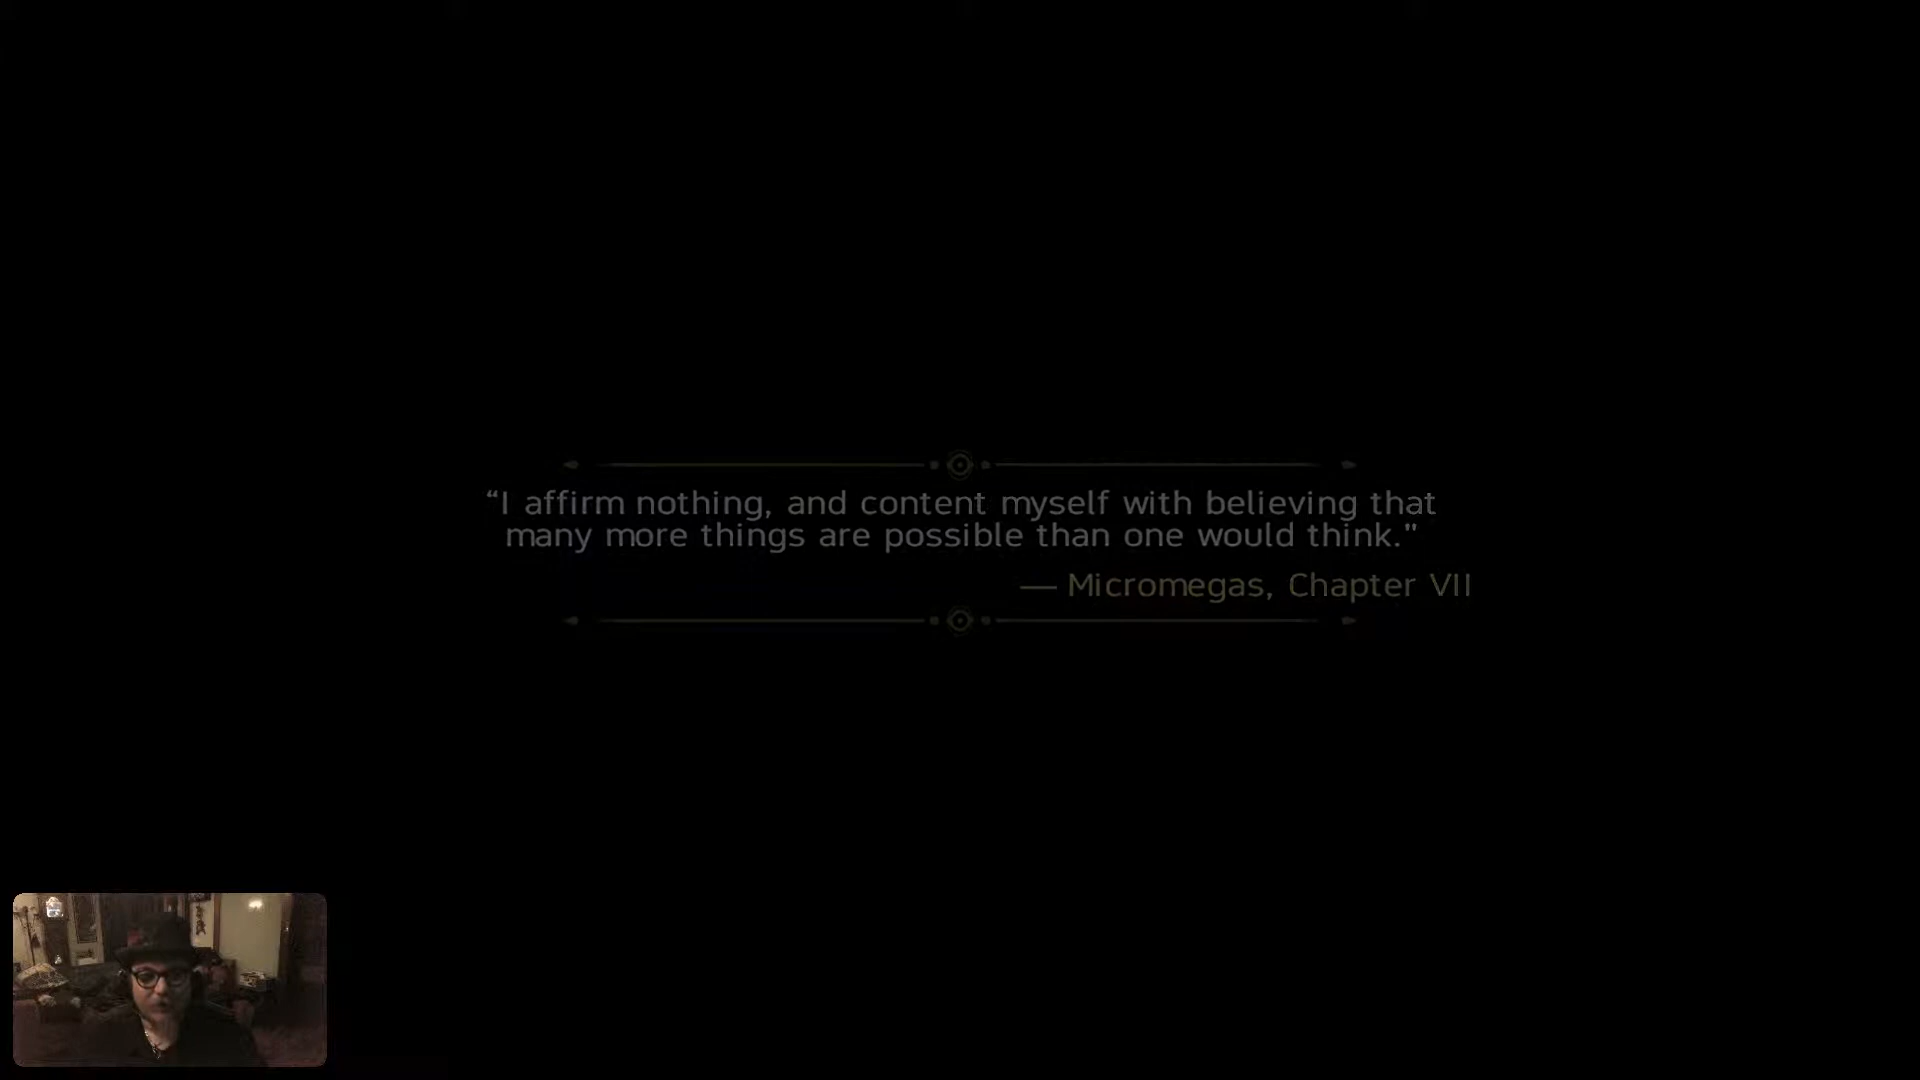 “I affirm nothing, and content myself with believing that
many more things are possible than one would think."
— Micromegas, Chapter VII